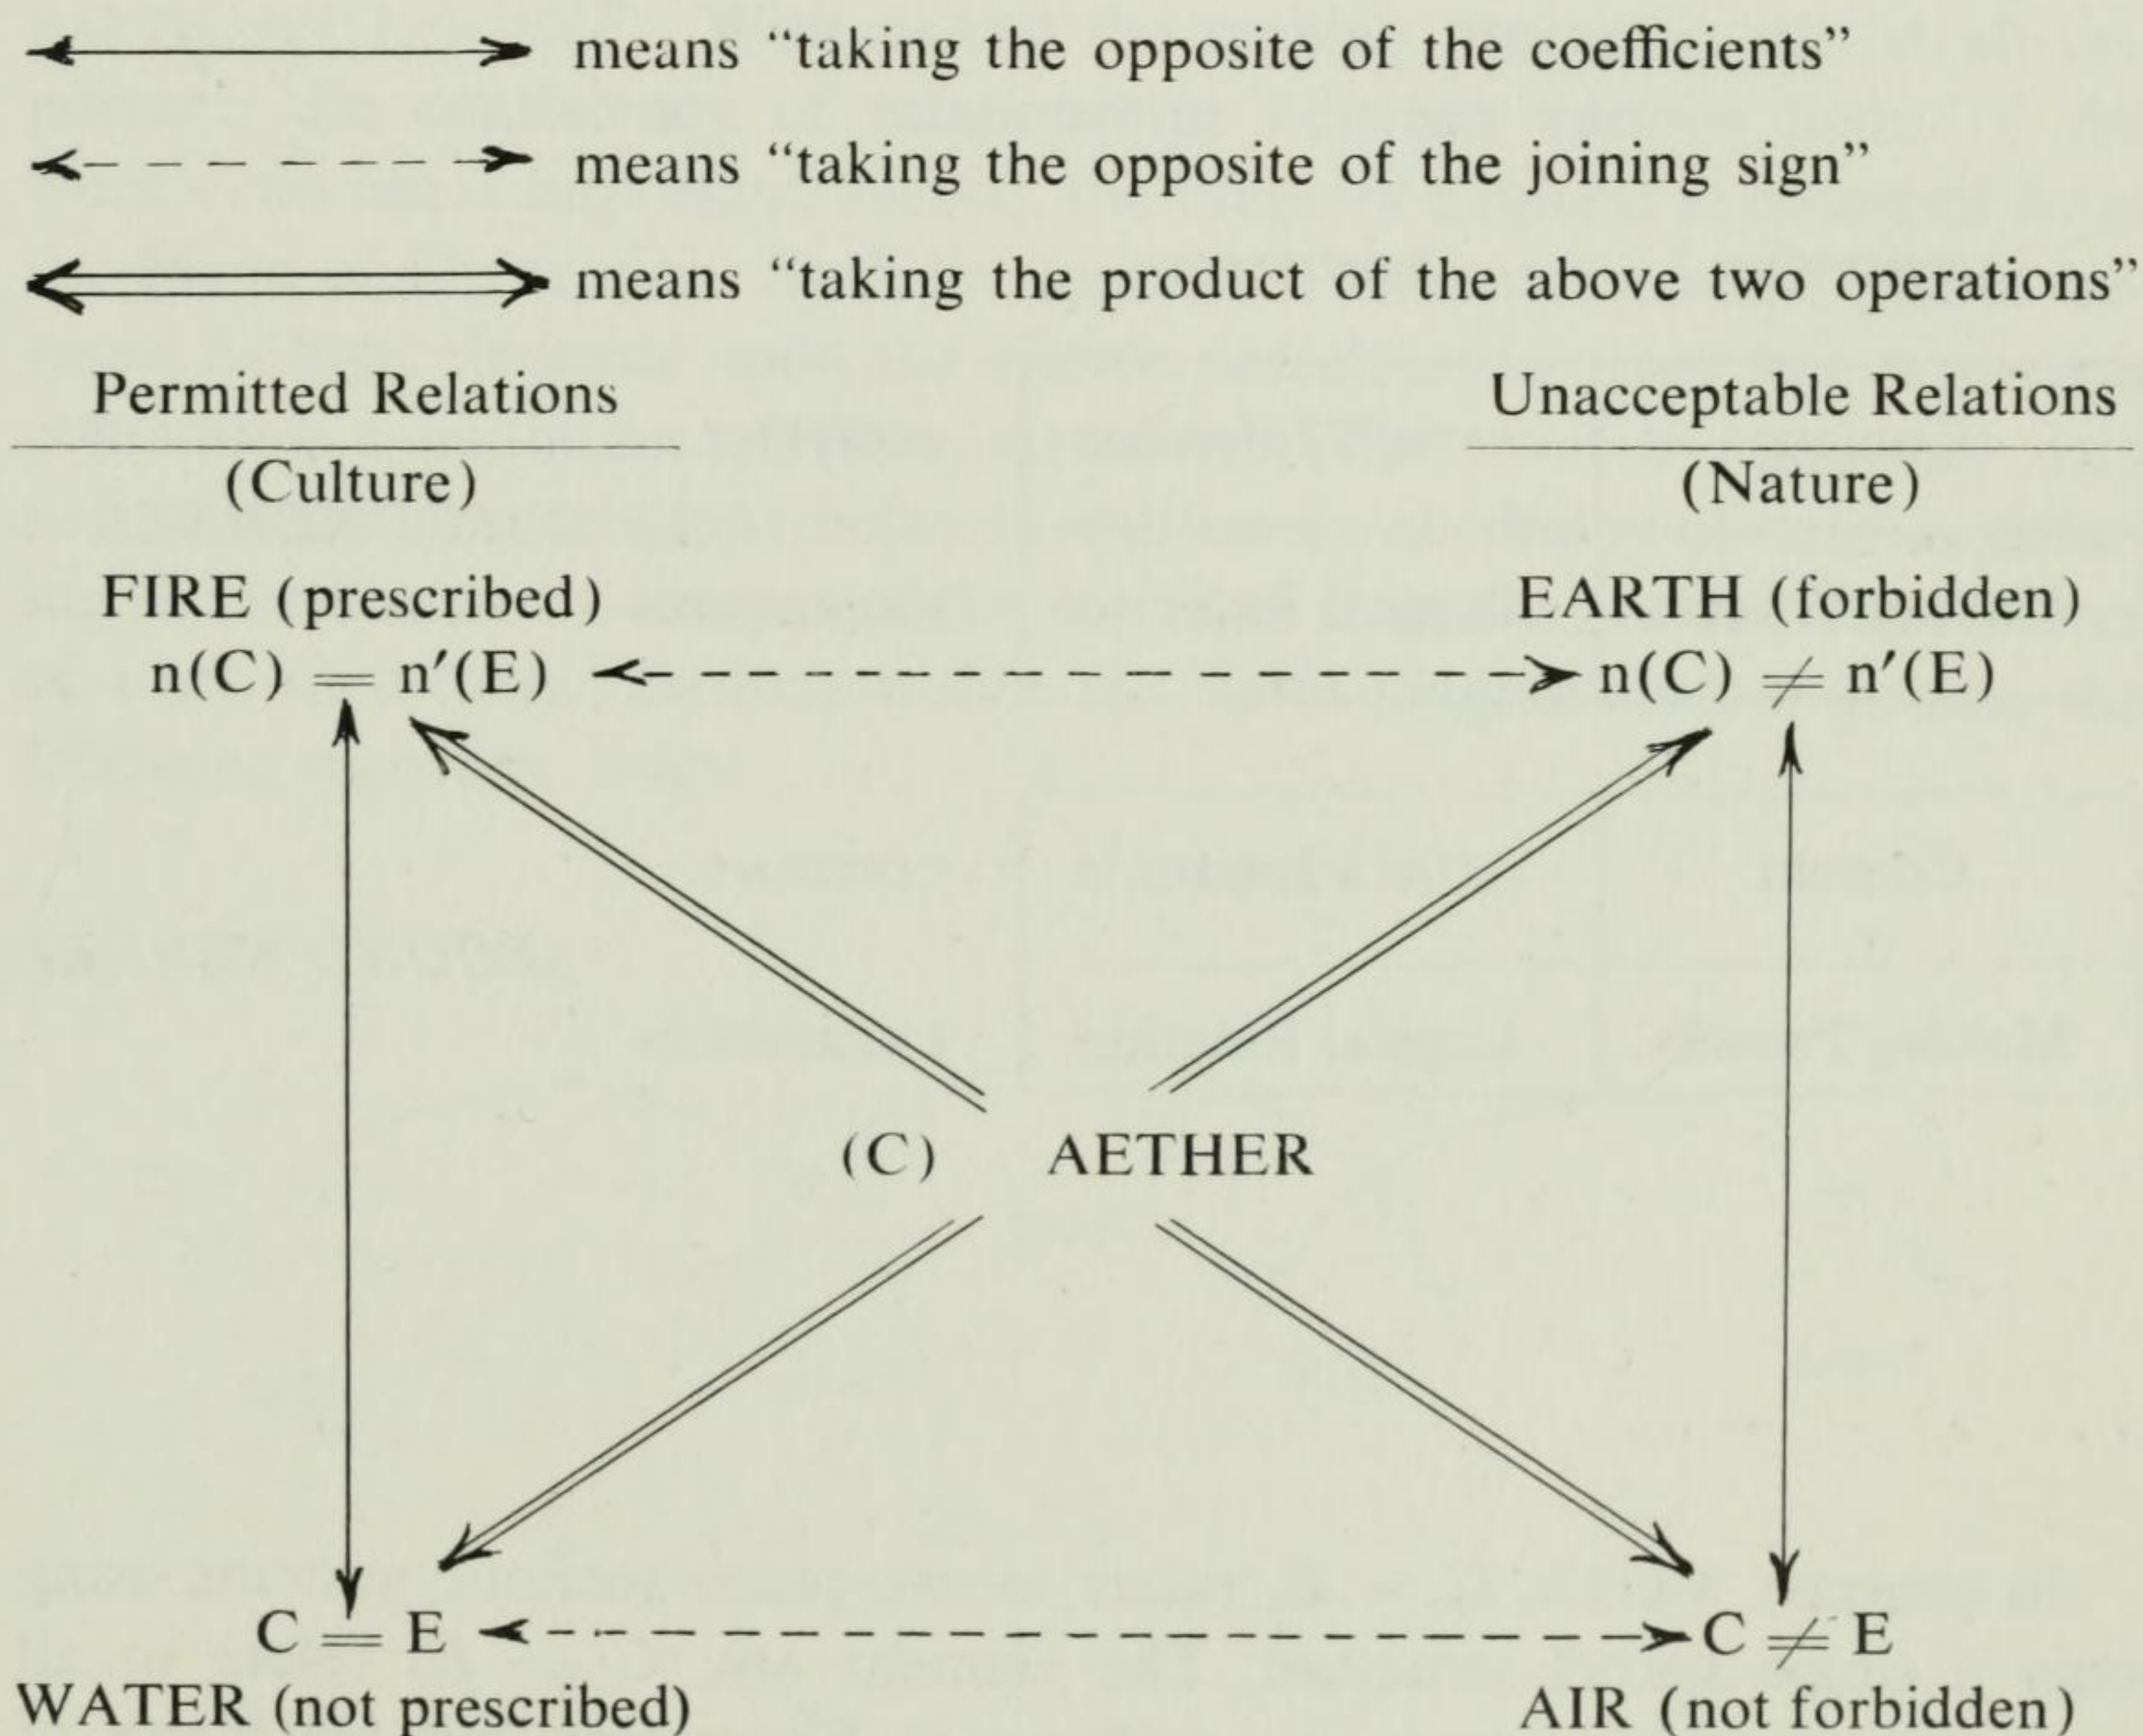 means “taking the opposite of the coefficients”
means “taking the opposite of the joining sign”
means “taking the product of the above two operations”
Permitted Relations Unacceptable Relations
(Culture) (Nature)
FIRE (prescribed) EARTH (forbidden)
n(C) = n′(E) n(C) ≠ n′(E)
(C) AETHER
C = E C ≠ E
WATER (not prescribed) AIR (not forbidden)